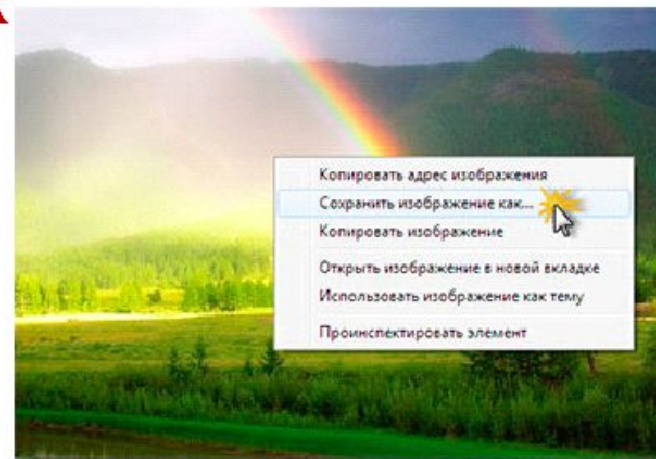 Копировать адрес изображения
Сохранить изображение как...
Копировать изображение
Открыть изображение в новой вкладке
Использовать изображение как тему
Проинспектировать элемент